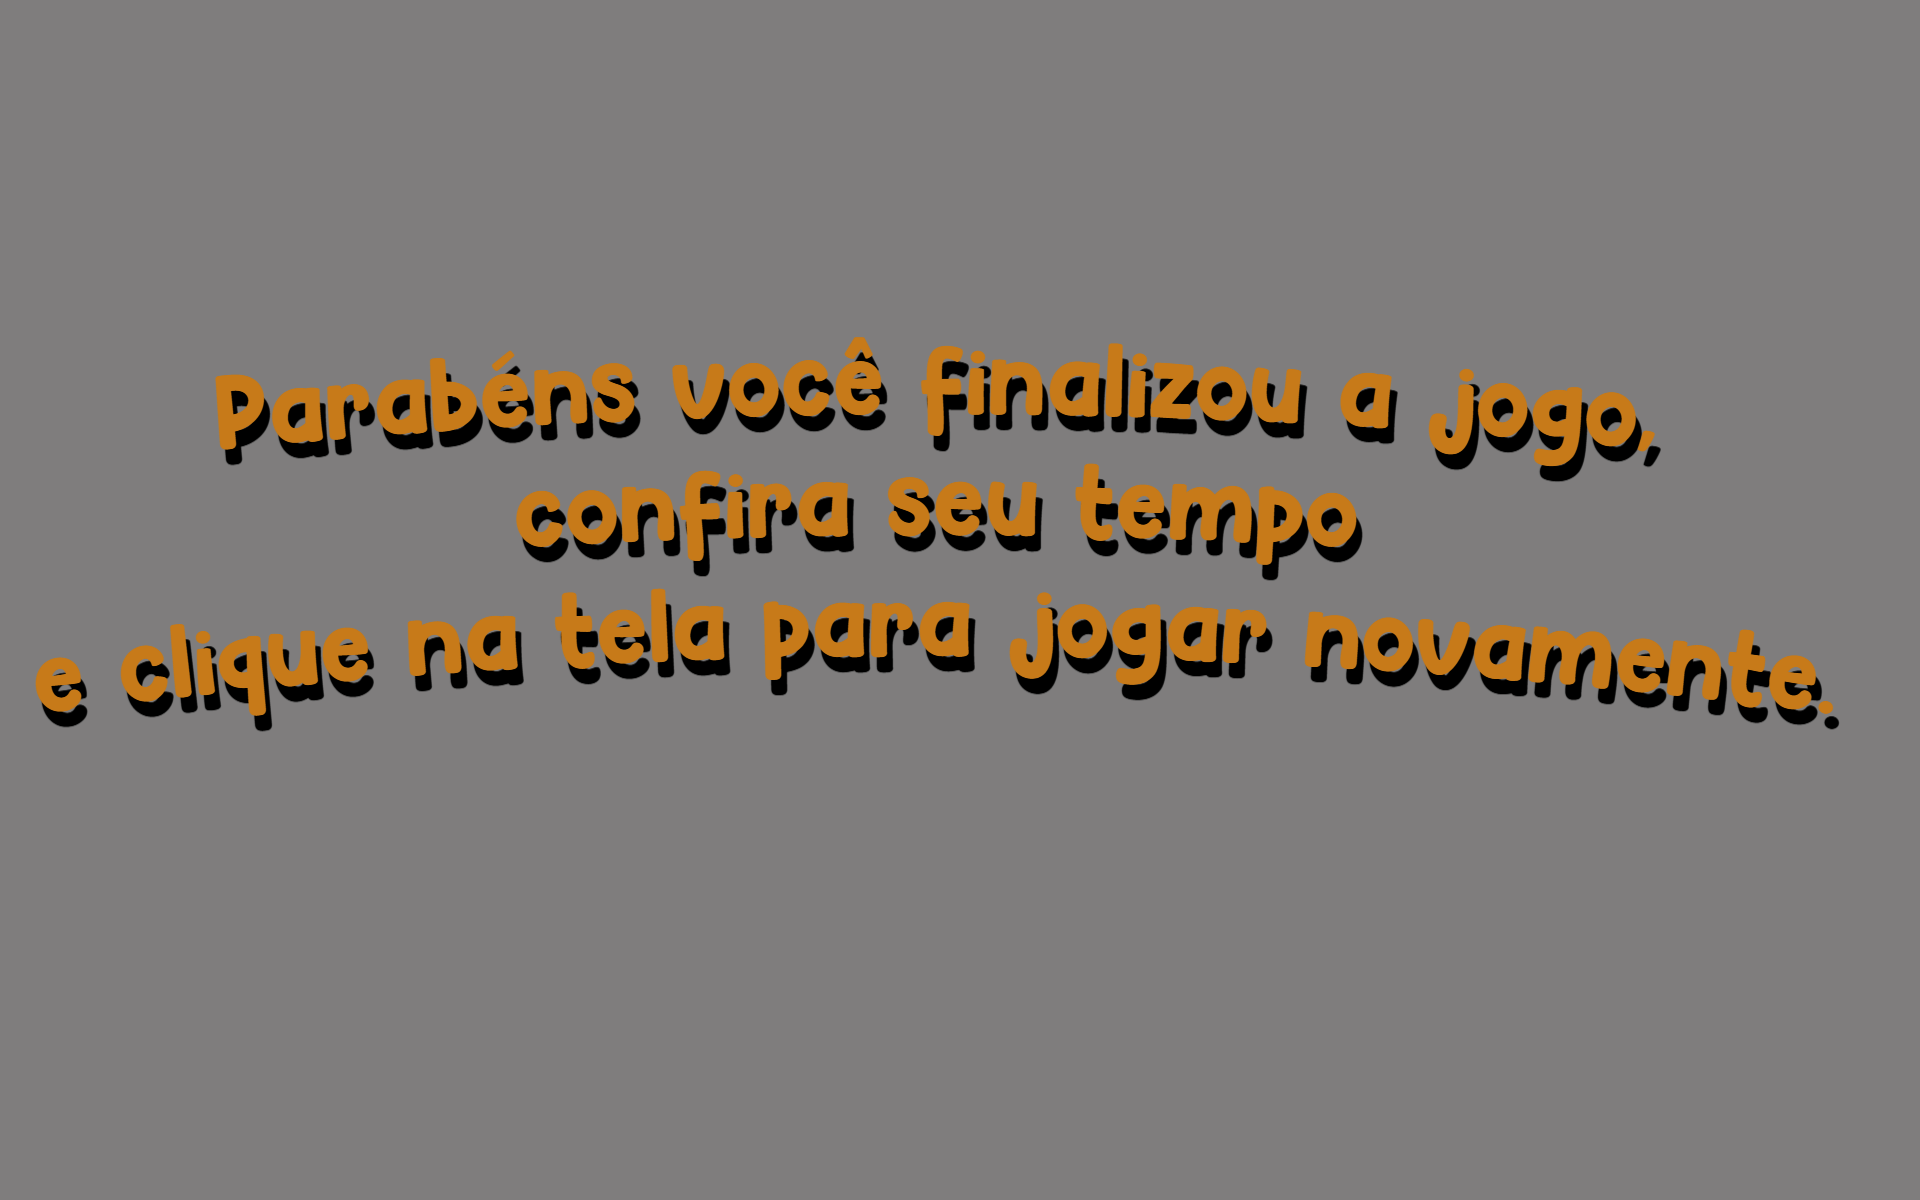 Parabéns você finalizou a jogo,
confira seu tempo
e clique na tela para jogar novamente.